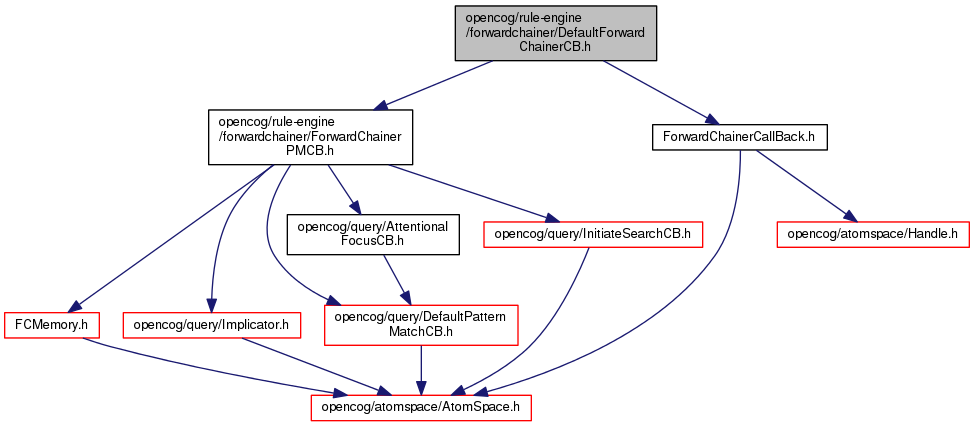 opencog/rule-engine
/forwardchainer/DefaultForward
ChainerCB.h
opencog/rule-engine
/forwardchainer/ForwardChainer
PMCB.h
ForwardChainerCallBack.h
opencog/query/Attentional
FocusCB.h
opencog/query/InitiateSearchCB.h
opencog/atomspace/Handle.h
FCMemory.h
opencog/query/Implicator.h
opencog/query/DefaultPattern
MatchCB.h
opencog/atomspace/AtomSpace.h